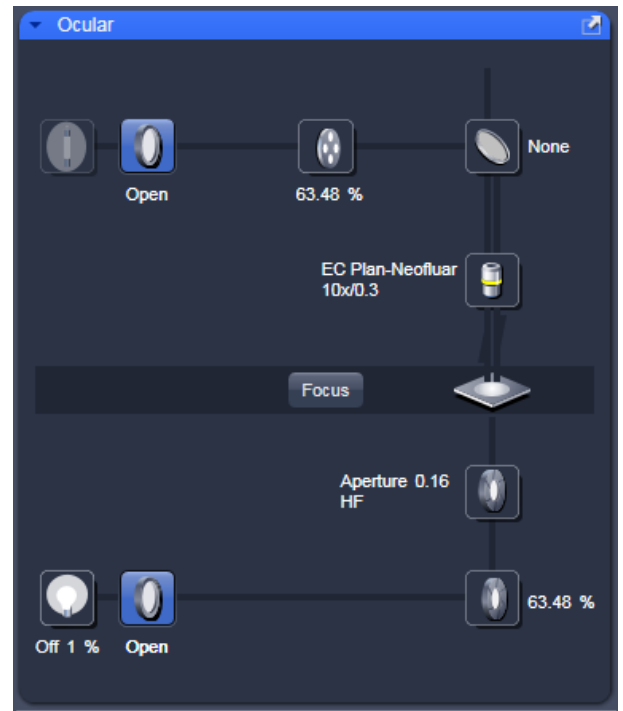 Ocular
None
Open
63.48 %
EC Plan-Neofluar
10x/0.3
Focus
Aperture 0.16
HF
63.48 %
Off 1 %
Open